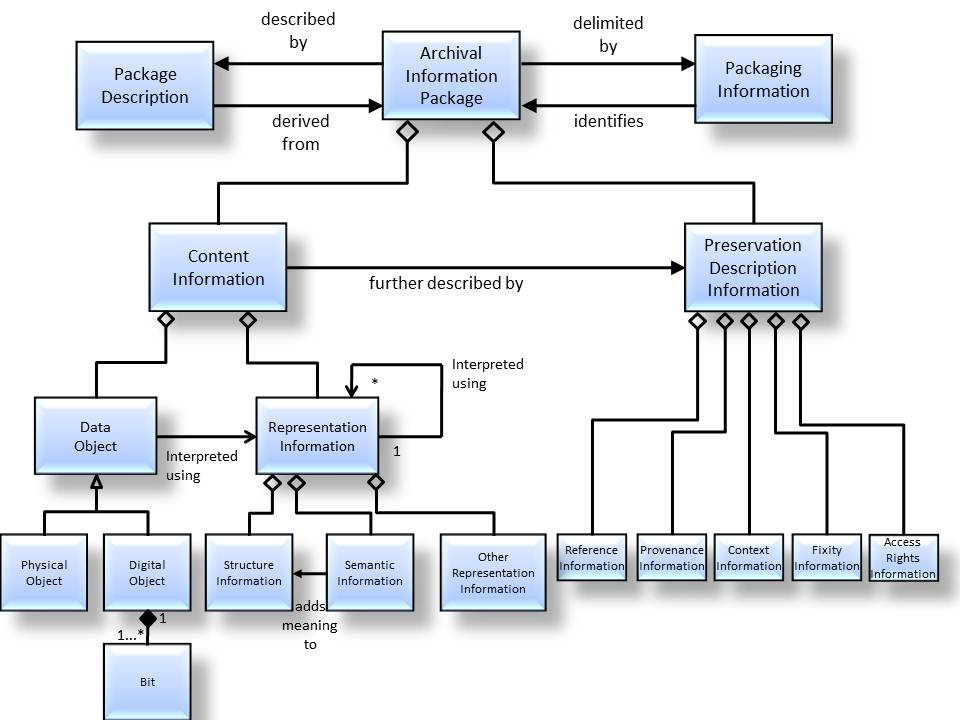 described
by
delimited
by
Package
Description
Archival
Information
Package
Packaging
Information
derived
from
identifies
Content
Information
Preservation
Description
Information
further described by
Interpreted
using
*
1
Data
Object
Interpreted
using
Representation
Information
Physical
Object
Digital
Object
Structure
Information
Semantic
Information
Other
Representation
Information
Reference
Information
Provenance
Information
Context
Information
Fixity
Information
Access
Rights
Information
adds
meaning
to
1
1...*
Bit